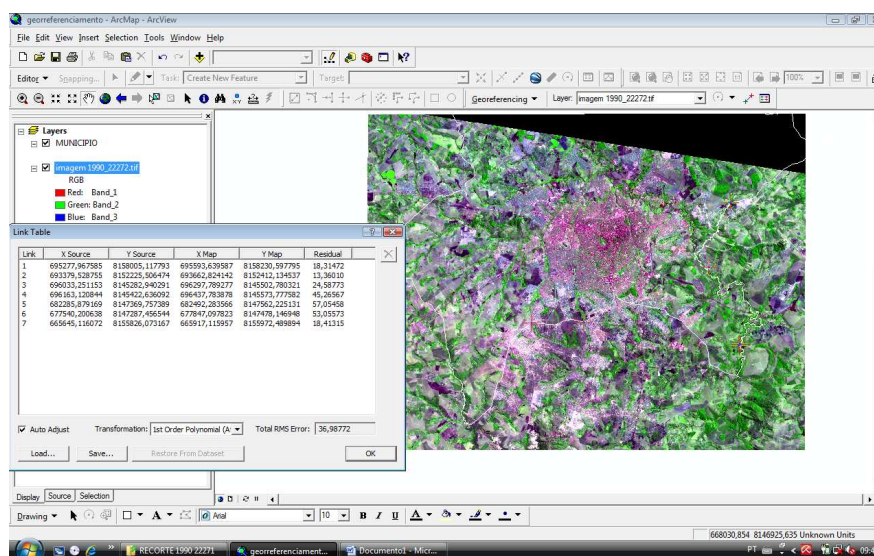 georreferenciamento - ArcMap - ArcView
File Edit View Insert Selection Tools Window Help
Editor Snapping... Task: Create New Feature Target: 100%
Georeferencing Layer: imagem 1990_22272.tif
Layers
MUNICIPIO
imagem 1990_22272.tif
RGB
Red: Band_1
Green: Band_2
Blue: Band_3
Link Table
Link X Source Y Source X Map Y Map Residual
1 695277,967585 8158005,117793 695593,639587 8158230,597795 18,31472
2 693379,528755 8152225,506474 693662,824142 8152412,134537 13,36010
3 696033,251153 8145282,940291 696297,789277 8145502,780321 24,58773
4 696163,120844 8145422,636092 696437,783878 8145573,777582 45,26567
5 682285,879169 8147369,757389 682492,283566 8147562,225131 57,05458
6 677540,200638 8147287,456544 677847,097823 8147478,146948 53,05573
7 665645,116072 8155826,073167 665917,115957 8155972,489894 18,41315
Auto Adjust Transformation: 1st Order Polynomial (A Total RMS Error: 36,98772
Load... Save... Restore From Dataset OK
Display Source Selection
Drawing Arial 10 B I U A
668030,854 8146925,635 Unknown Units
RECORTE 1990 22271 georreferenciament... Documento1 - Micr... PT